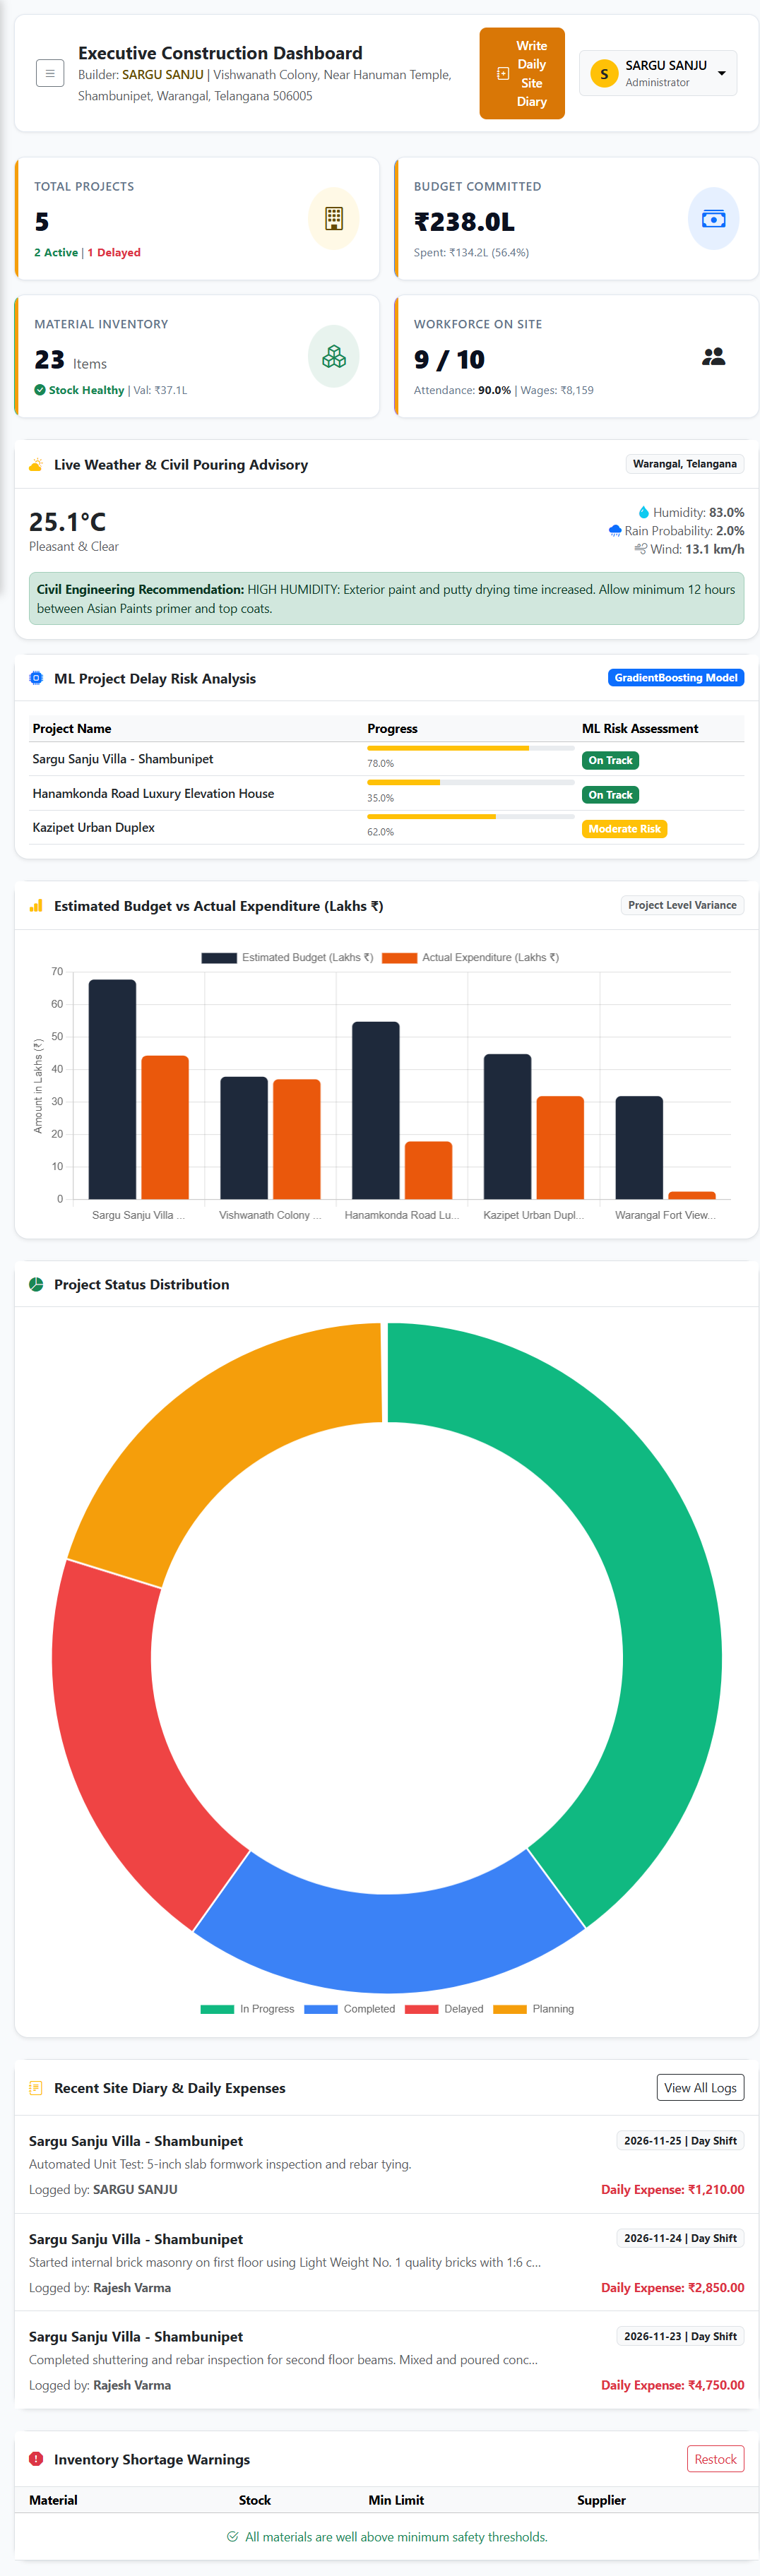 Executive Construction Dashboard
Builder: SARGU SANJU | Vishwanath Colony, Near Hanuman Temple,
Shambunipet, Warangal, Telangana 506005
Write
Daily
Site
Diary
S
SARGU SANJU
Administrator
TOTAL PROJECTS
5
2 Active | 1 Delayed
BUDGET COMMITTED
₹238.0L
Spent: ₹134.2L (56.4%)
MATERIAL INVENTORY
23 Items
Stock Healthy | Val: ₹37.1L
WORKFORCE ON SITE
9 / 10
Attendance: 90.0% | Wages: ₹8,159
Live Weather & Civil Pouring Advisory
Warangal, Telangana
25.1°C
Pleasant & Clear
Humidity: 83.0%
Rain Probability: 2.0%
Wind: 13.1 km/h
Civil Engineering Recommendation: HIGH HUMIDITY: Exterior paint and putty drying time increased. Allow minimum 12 hours
between Asian Paints primer and top coats.
ML Project Delay Risk Analysis
GradientBoosting Model
Project Name Progress ML Risk Assessment
Sargu Sanju Villa - Shambunipet 78.0% On Track
Hanamkonda Road Luxury Elevation House 35.0% On Track
Kazipet Urban Duplex 62.0% Moderate Risk
Estimated Budget vs Actual Expenditure (Lakhs ₹)
Project Level Variance
Estimated Budget (Lakhs ₹) Actual Expenditure (Lakhs ₹)
Amount in Lakhs (₹)
70
60
50
40
30
20
10
0
Sargu Sanju Villa ... Vishwanath Colony ... Hanamkonda Road Lu... Kazipet Urban Dupl... Warangal Fort View...
Project Status Distribution
In Progress Completed Delayed Planning
Recent Site Diary & Daily Expenses
View All Logs
Sargu Sanju Villa - Shambunipet
2026-11-25 | Day Shift
Automated Unit Test: 5-inch slab formwork inspection and rebar tying.
Logged by: SARGU SANJU
Daily Expense: ₹1,210.00
Sargu Sanju Villa - Shambunipet
2026-11-24 | Day Shift
Started internal brick masonry on first floor using Light Weight No. 1 quality bricks with 1:6 c...
Logged by: Rajesh Varma
Daily Expense: ₹2,850.00
Sargu Sanju Villa - Shambunipet
2026-11-23 | Day Shift
Completed shuttering and rebar inspection for second floor beams. Mixed and poured conc...
Logged by: Rajesh Varma
Daily Expense: ₹4,750.00
Inventory Shortage Warnings
Restock
Material Stock Min Limit Supplier
All materials are well above minimum safety thresholds.